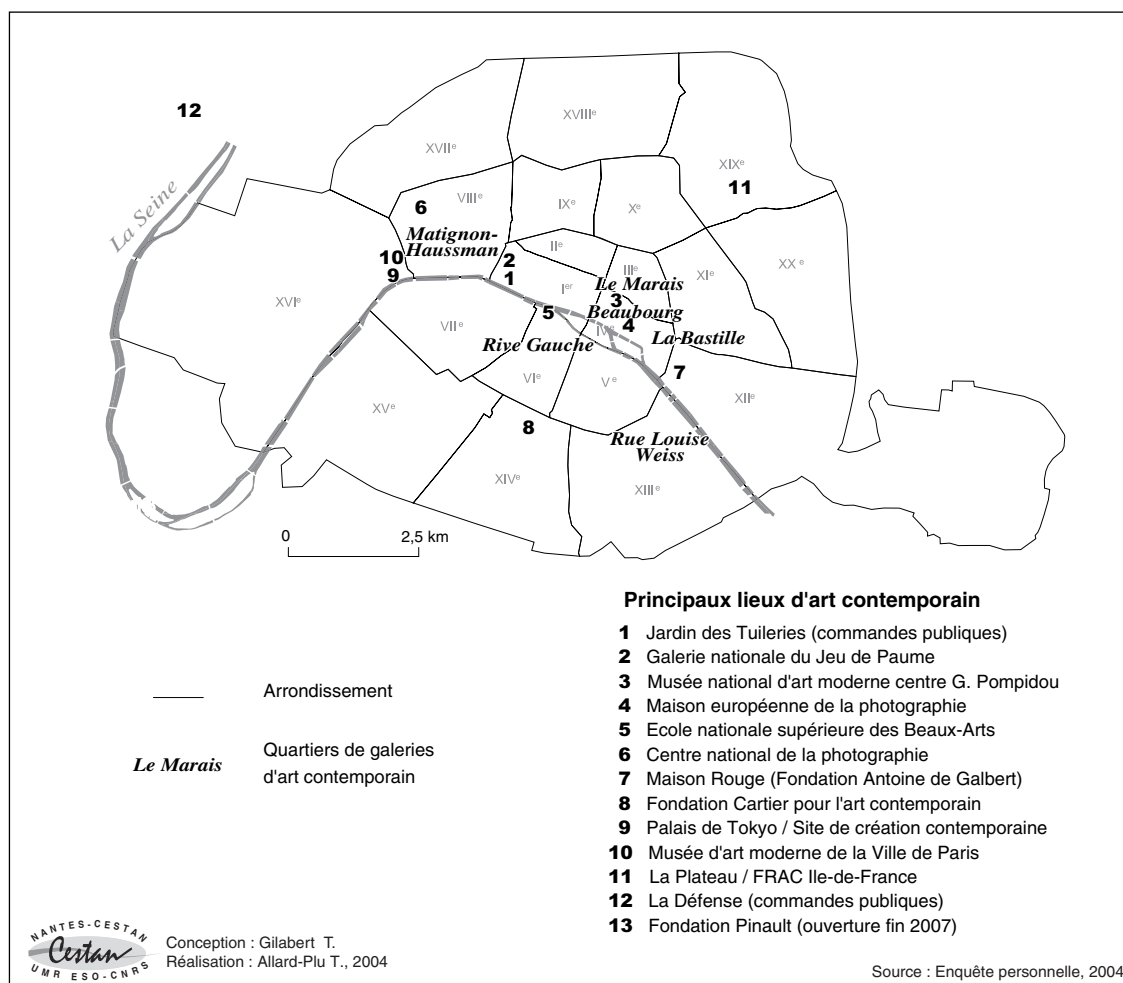 12
XVIIIe
XVIIe
XIXe
11
La Seine
6
VIIIe
IXe
Xe
Matignon-
Haussman
10
9
2
1
IIe
IIIe
XIe
XXe
Ier
Le Marais
3
Beaubourg
XVIe
5
4
IVe
La Bastille
VIIe
Rive Gauche
7
VIe
Ve
XIIe
XVe
8
Rue Louise
Weiss
XIVe
XIIIe
0 2,5 km
Principaux lieux d'art contemporain
1 Jardin des Tuileries (commandes publiques)
2 Galerie nationale du Jeu de Paume
3 Musée national d'art moderne centre G. Pompidou
4 Maison européenne de la photographie
5 Ecole nationale supérieure des Beaux-Arts
6 Centre national de la photographie
7 Maison Rouge (Fondation Antoine de Galbert)
8 Fondation Cartier pour l'art contemporain
9 Palais de Tokyo / Site de création contemporaine
10 Musée d'art moderne de la Ville de Paris
11 La Plateau / FRAC Ile-de-France
12 La Défense (commandes publiques)
13 Fondation Pinault (ouverture fin 2007)
Arrondissement
Le Marais
Quartiers de galeries
d'art contemporain
NANTES-CESTAN
Cestan
UMR ESO-CNRS
Conception : Gilabert T.
Réalisation : Allard-Plu T., 2004
Source : Enquête personnelle, 2004